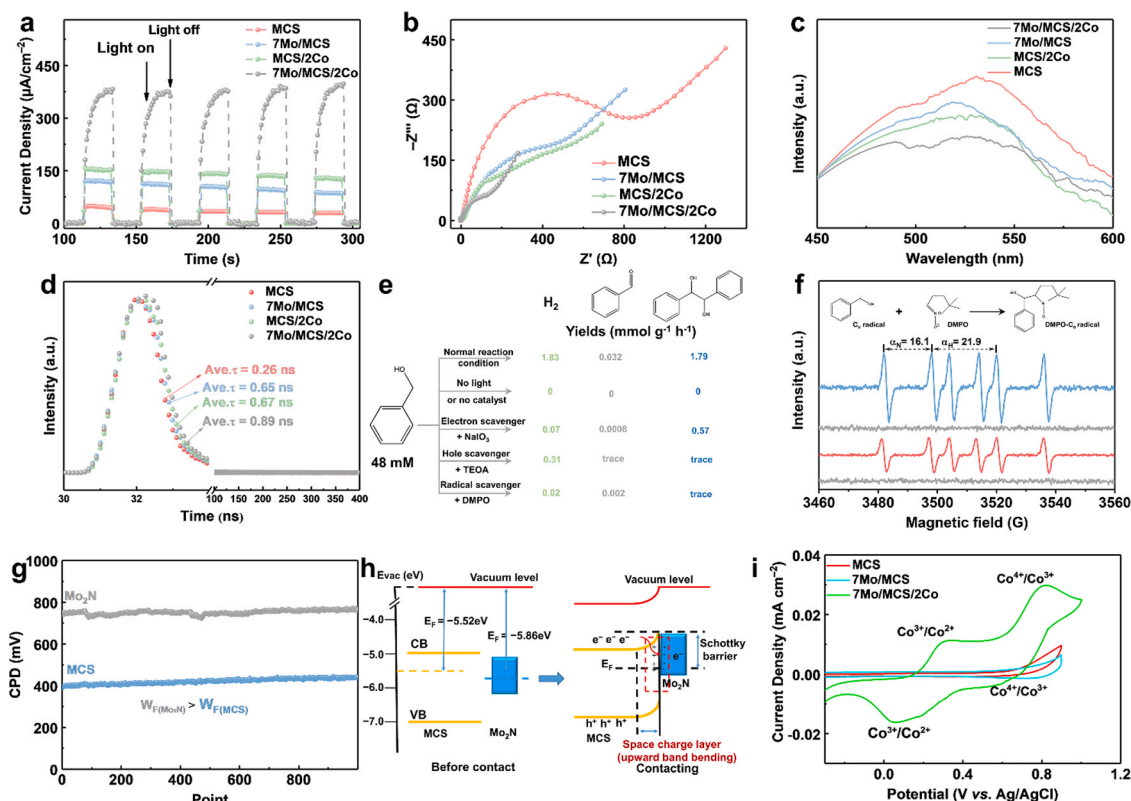 a
Current Density (µA/cm⁻²)
450
300
150
0
100
150
200
250
300
Time (s)
Light on
Light off
MCS
7Mo/MCS
MCS/2Co
7Mo/MCS/2Co
b
−Z''' (Ω)
450
300
150
0
0
400
800
1200
Z' (Ω)
MCS
7Mo/MCS
MCS/2Co
7Mo/MCS/2Co
c
Intensity (a.u.)
450
500
550
600
Wavelength (nm)
7Mo/MCS/2Co
7Mo/MCS
MCS/2Co
MCS
d
Intensity (a.u.)
30
32
100
200
300
400
Time (ns)
MCS
7Mo/MCS
MCS/2Co
7Mo/MCS/2Co
Ave.τ = 0.26 ns
Ave.τ = 0.65 ns
Ave.τ = 0.67 ns
Ave.τ = 0.89 ns
e
H₂
Yields (mmol g⁻¹ h⁻¹)
HO
48 mM
Normal reaction
condition
1.83 0.032 1.79
No light
or no catalyst
0 0 0
Electron scavenger
+ NaIO₃
0.07 0.0008 0.57
Hole scavenger
+ TEOA
0.31 trace trace
Radical scavenger
+ DMPO
0.02 0.002 trace
f
Intensity (a.u.)
+
Cα radical
DMPO
DMPO-Cα radical
αN = 16.1
αH = 21.9
3460
3480
3500
3520
3540
3560
Magnetic field (G)
g
CPD (mV)
1000
800
600
400
200
0
0
200
400
600
800
1000
Point
Mo₂N
MCS
WF(Mo₂N) > WF(MCS)
h
Evac (eV)
Vacuum level
−4.0
−5.0
−6.0
−7.0
EF = −5.52eV
EF = −5.86eV
CB
VB
MCS
Mo₂N
Before contact
Vacuum level
e⁻ e⁻ e⁻
e⁻
EF
Schottky
barrier
Mo₂N
h⁺ h⁺ h⁺
MCS
Space charge layer
(upward band bending)
Contacting
i
Current Density (mA cm⁻²)
0.04
0.02
0.00
-0.02
0.0
0.4
0.8
1.2
Potential (V vs. Ag/AgCl)
MCS
7Mo/MCS
7Mo/MCS/2Co
Co⁴⁺/Co³⁺
Co³⁺/Co²⁺
Co⁴⁺/Co³⁺
Co³⁺/Co²⁺